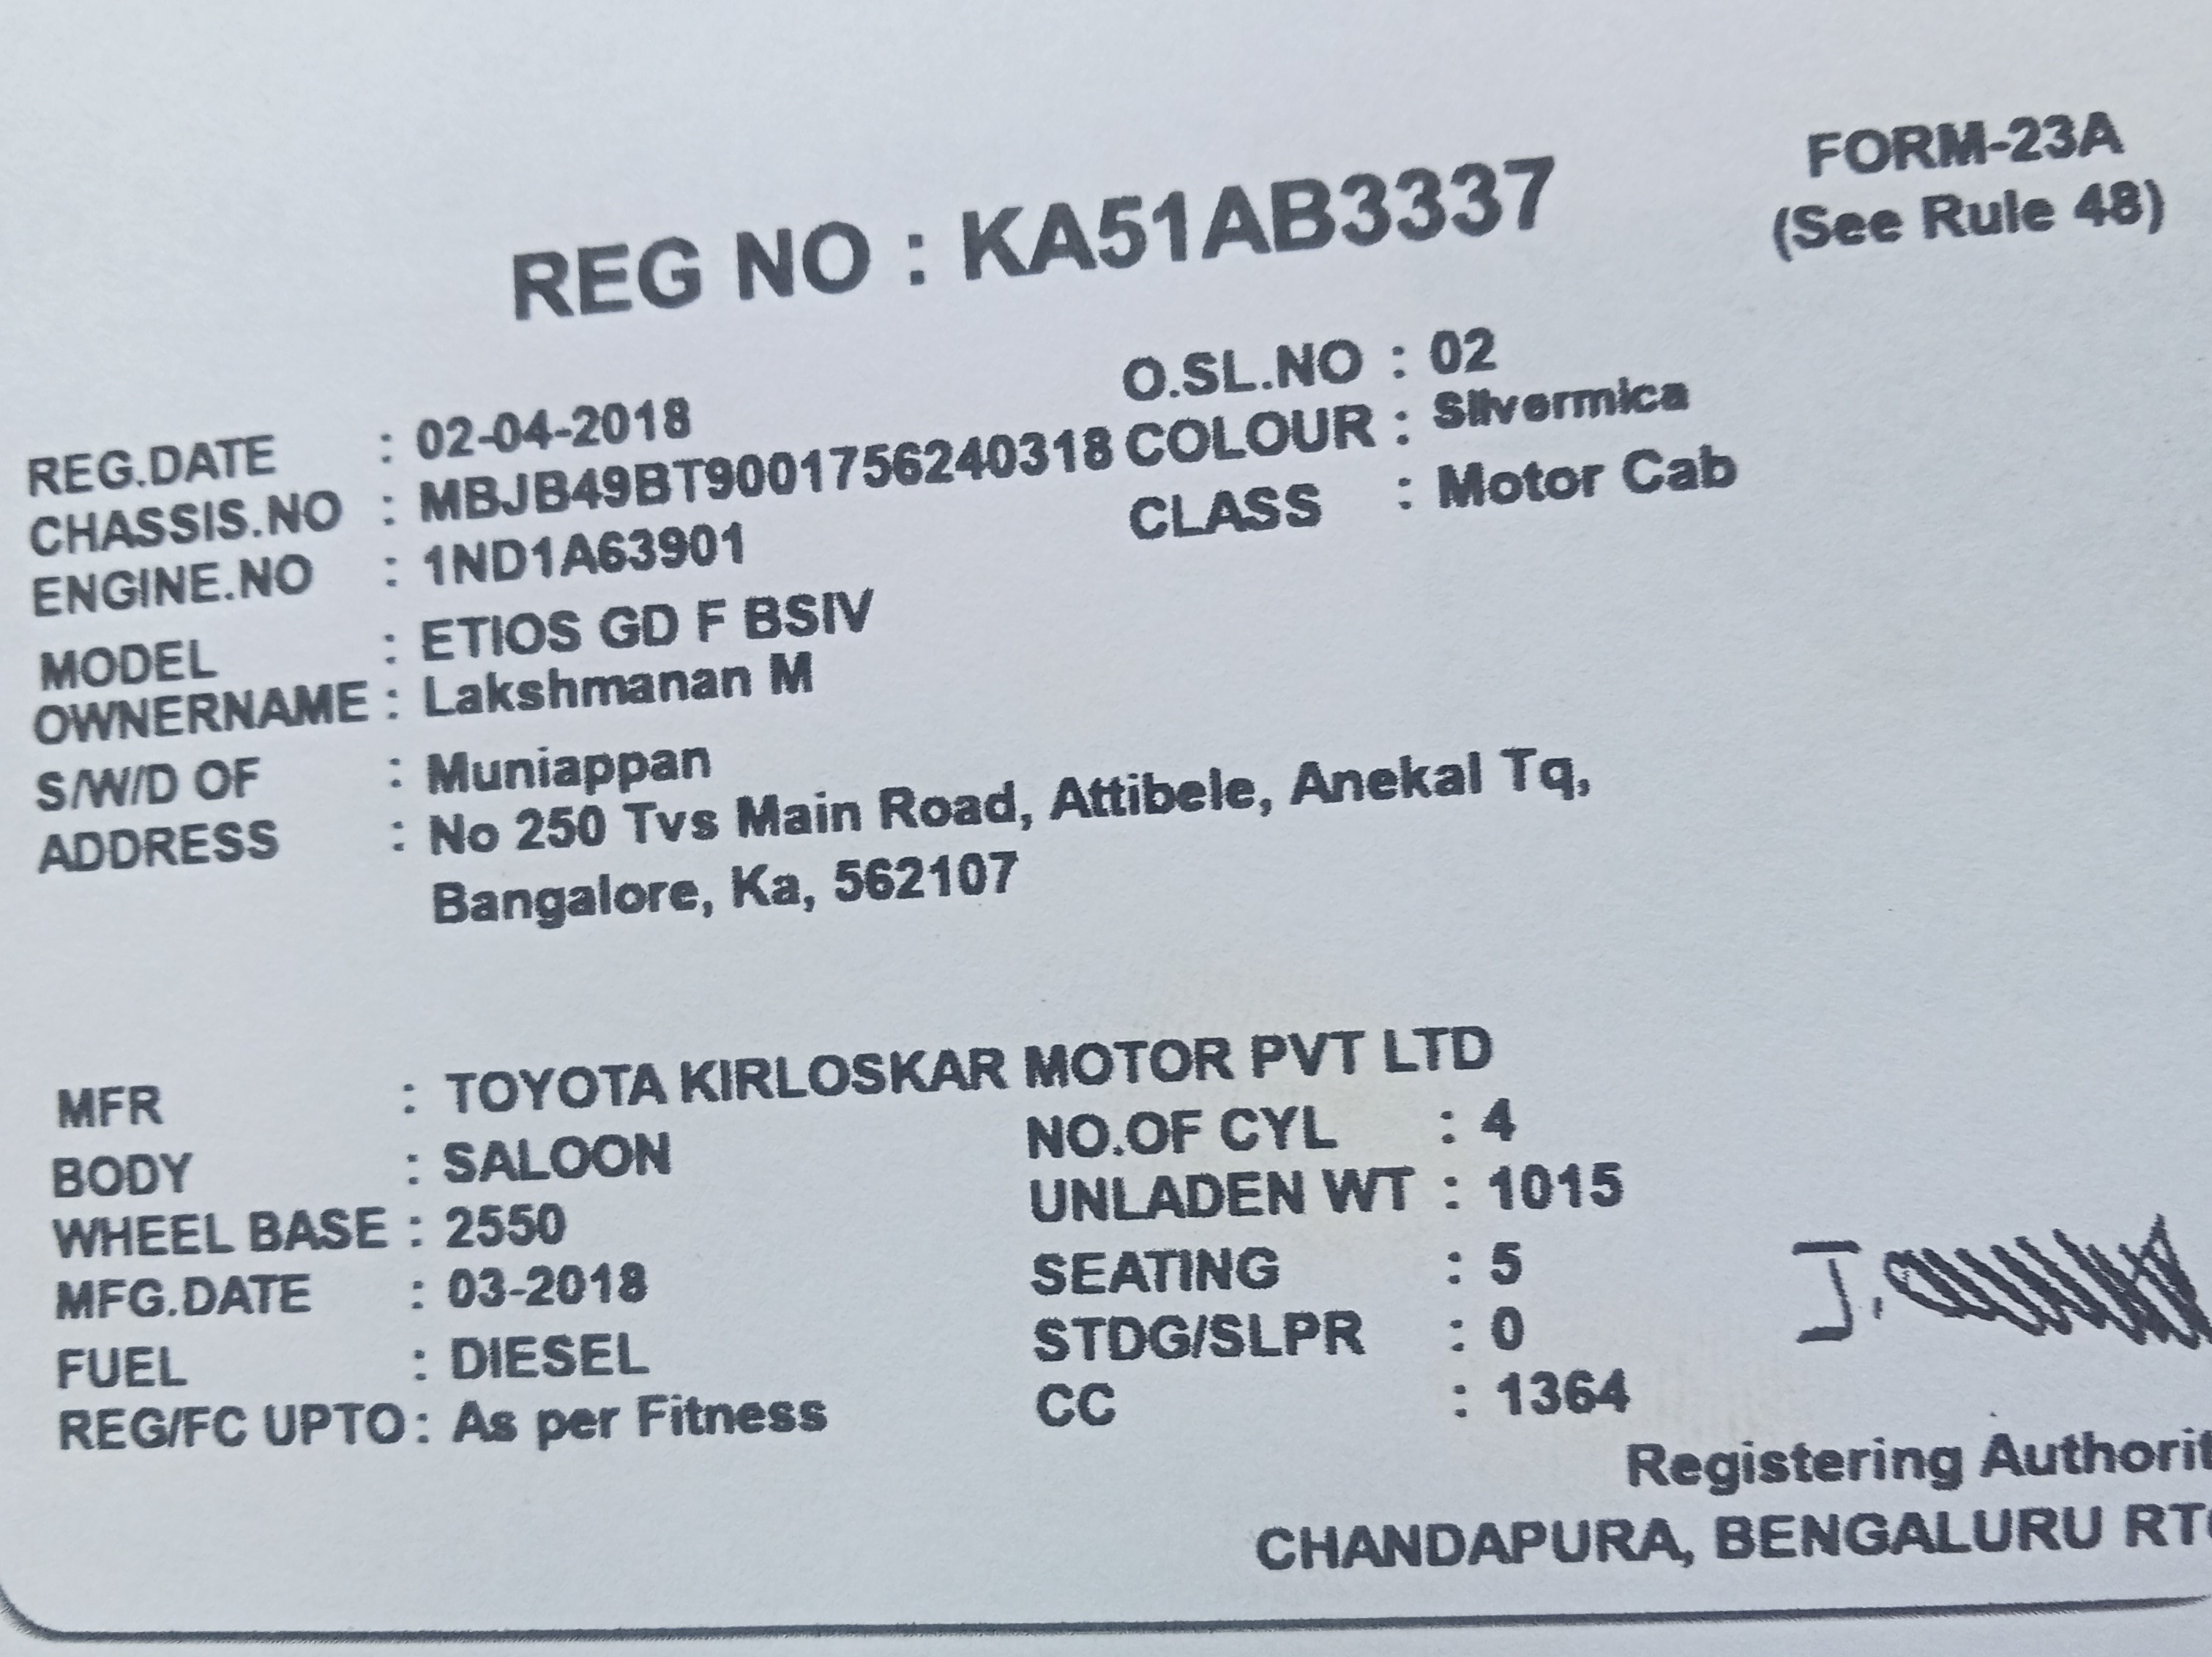 FORM-23A
(See Rule 48)
REG NO : KA51AB3337
O.SL.NO : 02
REG.DATE : 02-04-2018
CHASSIS.NO : MBJB49BT9001756240318 COLOUR : Silvermica
ENGINE.NO : 1ND1A63901 CLASS : Motor Cab
MODEL : ETIOS GD F BSIV
OWNERNAME : Lakshmanan M
S/W/D OF : Muniappan
ADDRESS : No 250 Tvs Main Road, Attibele, Anekal Tq,
Bangalore, Ka, 562107
MFR : TOYOTA KIRLOSKAR MOTOR PVT LTD
BODY : SALOON NO.OF CYL : 4
WHEEL BASE : 2550 UNLADEN WT : 1015
MFG.DATE : 03-2018 SEATING : 5
FUEL : DIESEL STDG/SLPR : 0
REG/FC UPTO : As per Fitness CC : 1364
Registering Authorit
CHANDAPURA, BENGALURU RT